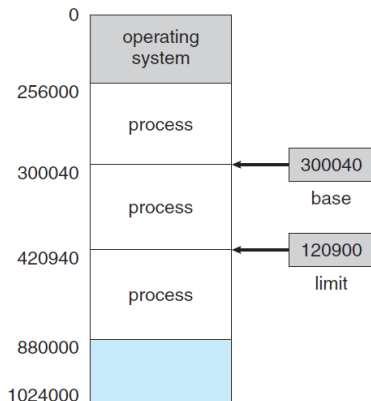 0
operating
system
256000
process
300040
300040
base
process
420940
120900
limit
process
880000
1024000